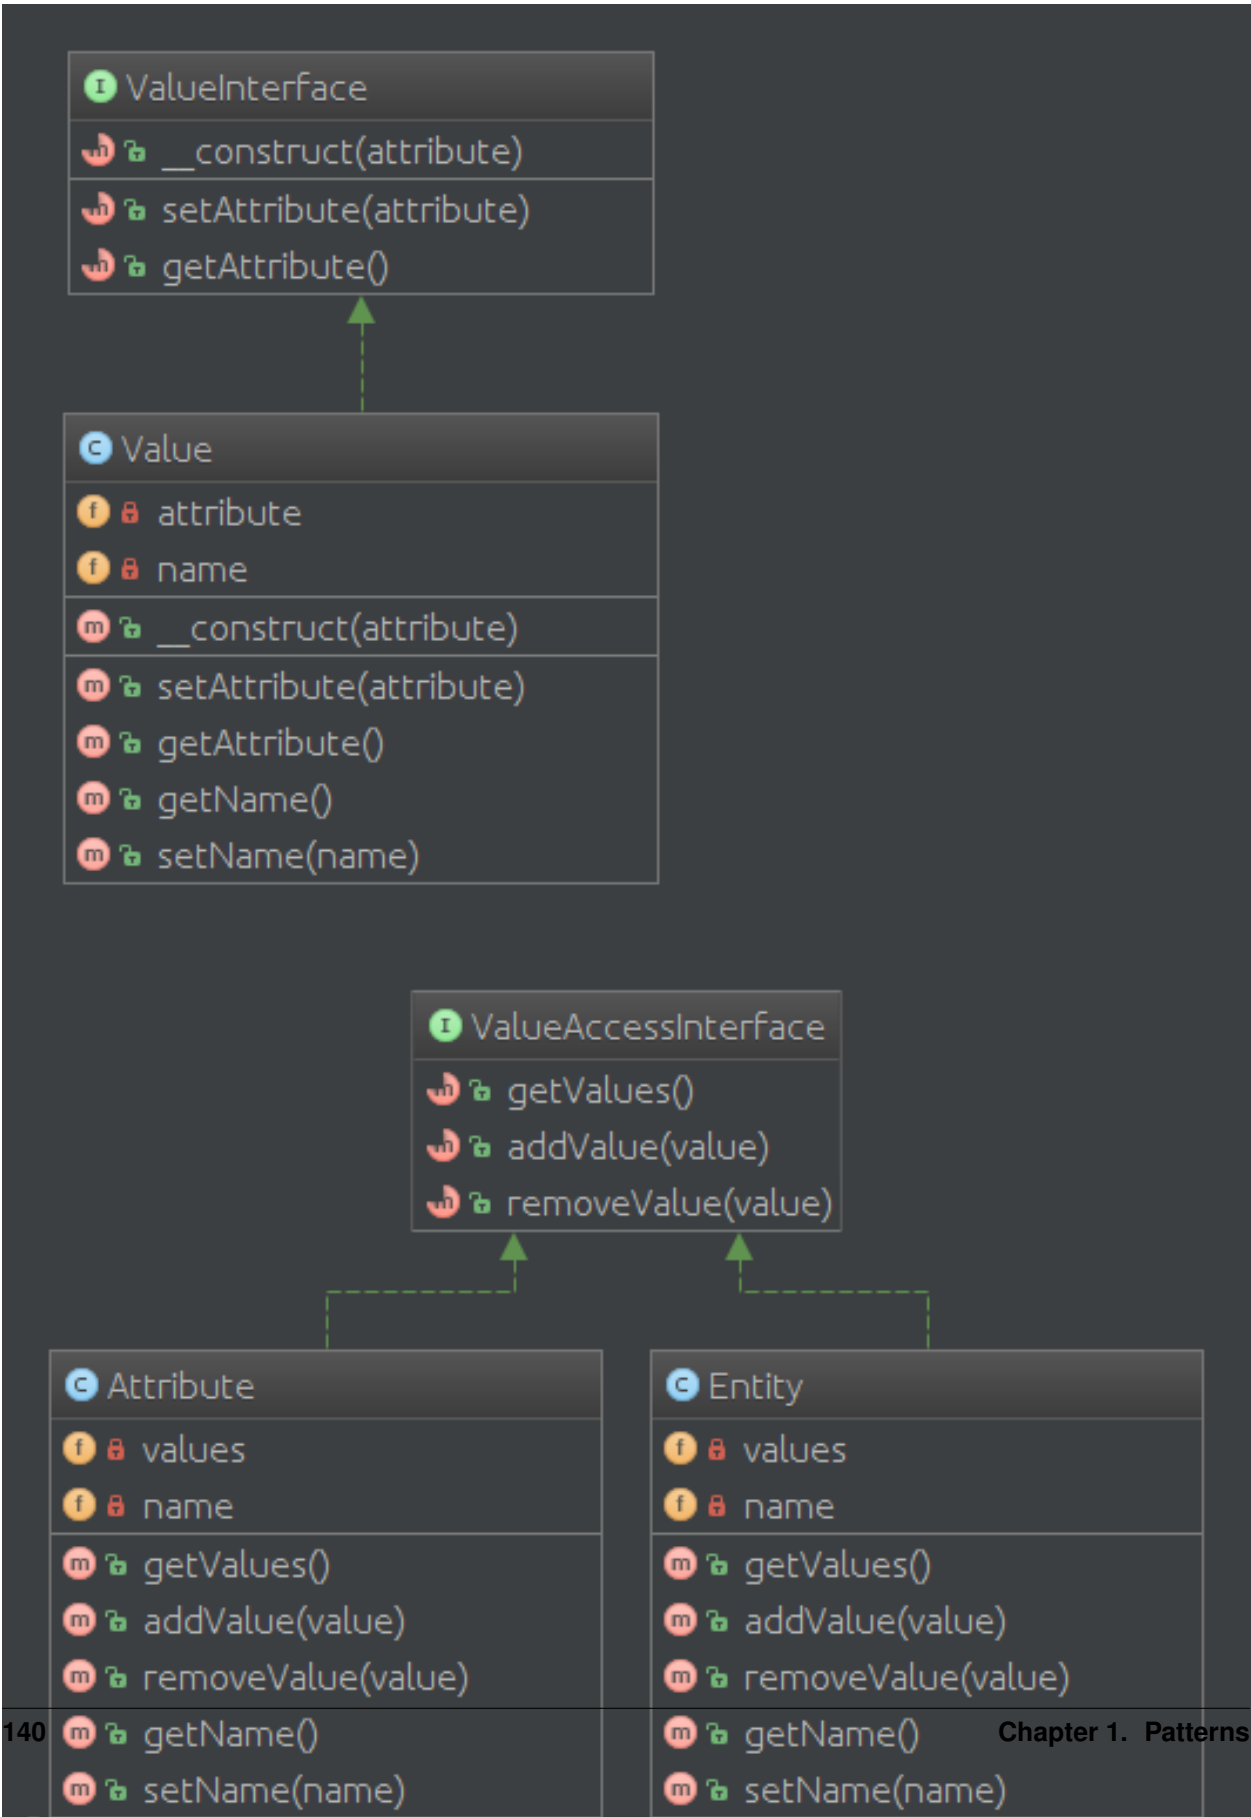 I ValueInterface
m __construct(attribute)
m setAttribute(attribute)
m getAttribute()
C Value
f attribute
f name
m __construct(attribute)
m setAttribute(attribute)
m getAttribute()
m getName()
m setName(name)
I ValueAccessInterface
m getValues()
m addValue(value)
m removeValue(value)
C Attribute
f values
f name
m getValues()
m addValue(value)
m removeValue(value)
m getName()
m setName(name)
C Entity
f values
f name
m getValues()
m addValue(value)
m removeValue(value)
m getName()
m setName(name)
140
Chapter 1. Patterns